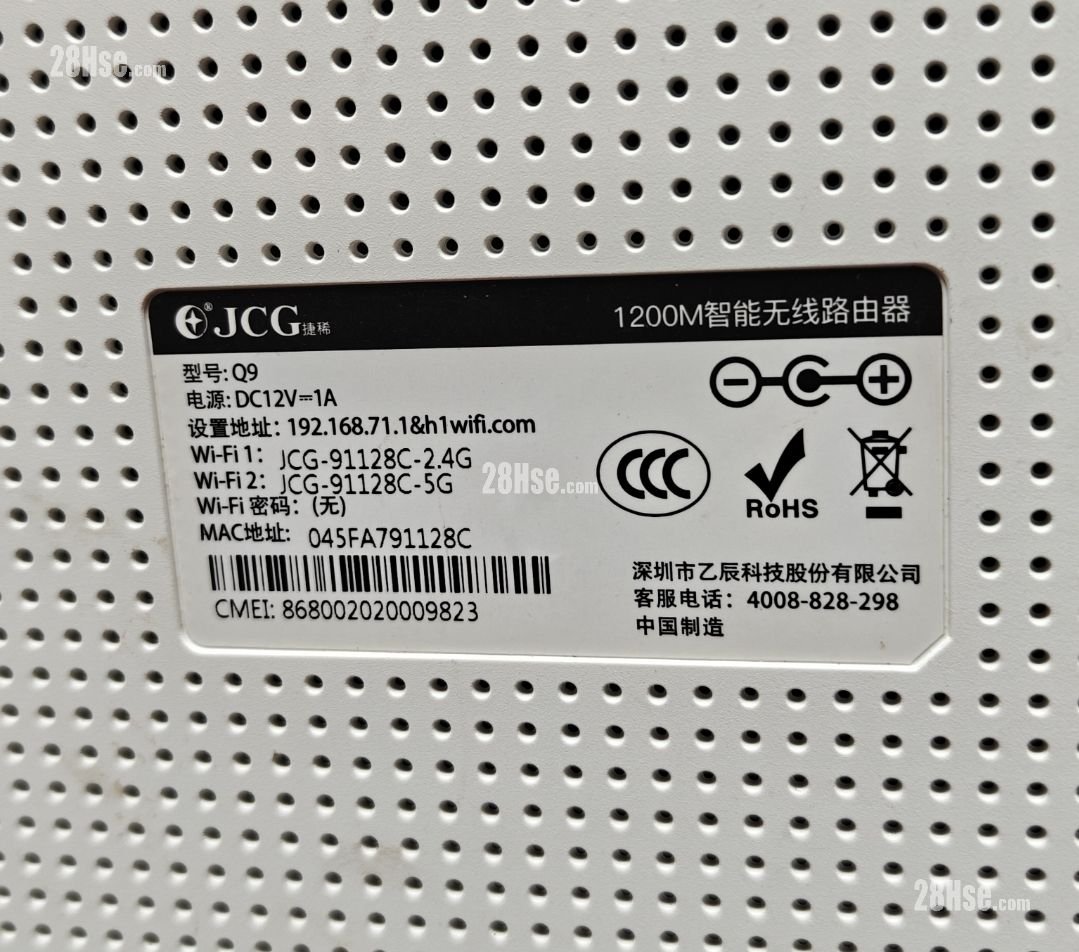 28Hse.com
JCG捷稀 ®
1200M智能无线路由器
型号: Q9
电源: DC12V⎓1A
设置地址: 192.168.71.1&h1wifi.com
Wi-Fi 1: JCG-91128C-2.4G
Wi-Fi 2: JCG-91128C-5G
Wi-Fi 密码: (无)
MAC地址: 045FA791128C
CMEI: 868002020009823
28Hse.com
CCC
RoHS
深圳市乙辰科技股份有限公司
客服电话: 4008-828-298
中国制造
28Hse.com